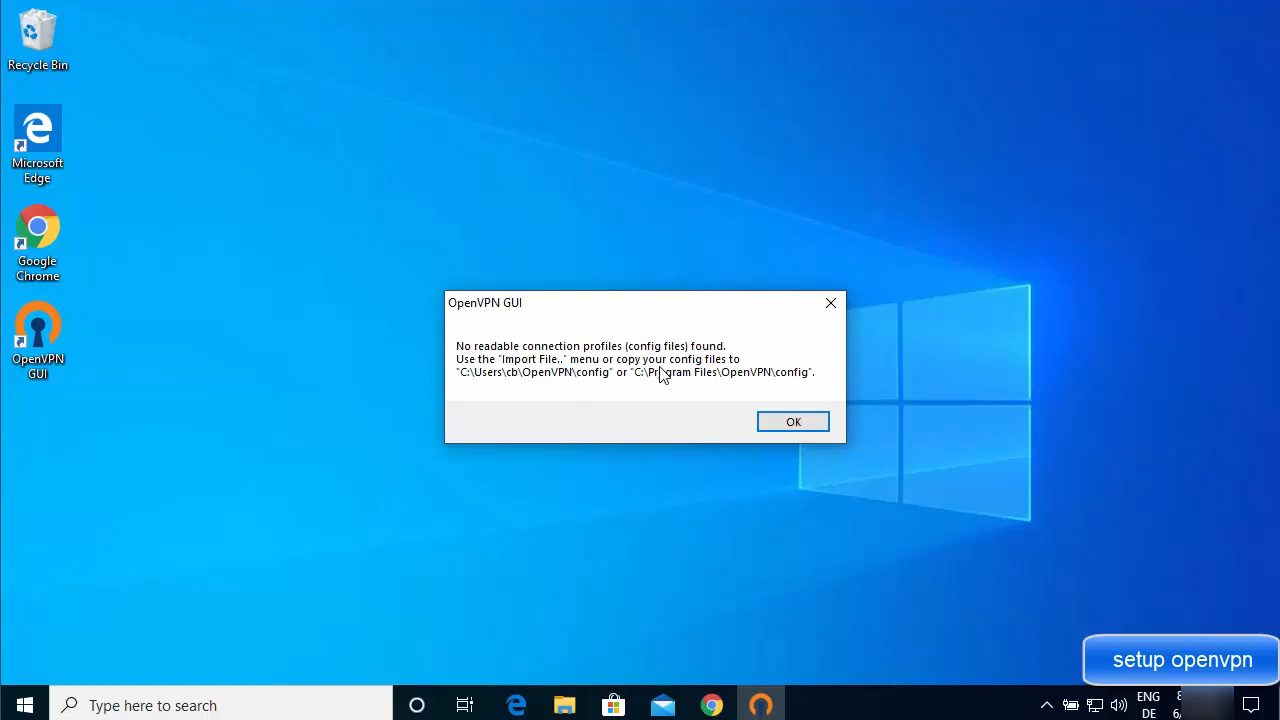 Recycle Bin
Microsoft
Edge
Google
Chrome
OpenVPN
GUI
OpenVPN GUI
No readable connection profiles (config files) found.
Use the "Import File.." menu or copy your config files to
"C:\Users\cb\OpenVPN\config" or "C:\Program Files\OpenVPN\config".
OK
setup openvpn
Type here to search
ENG
DE